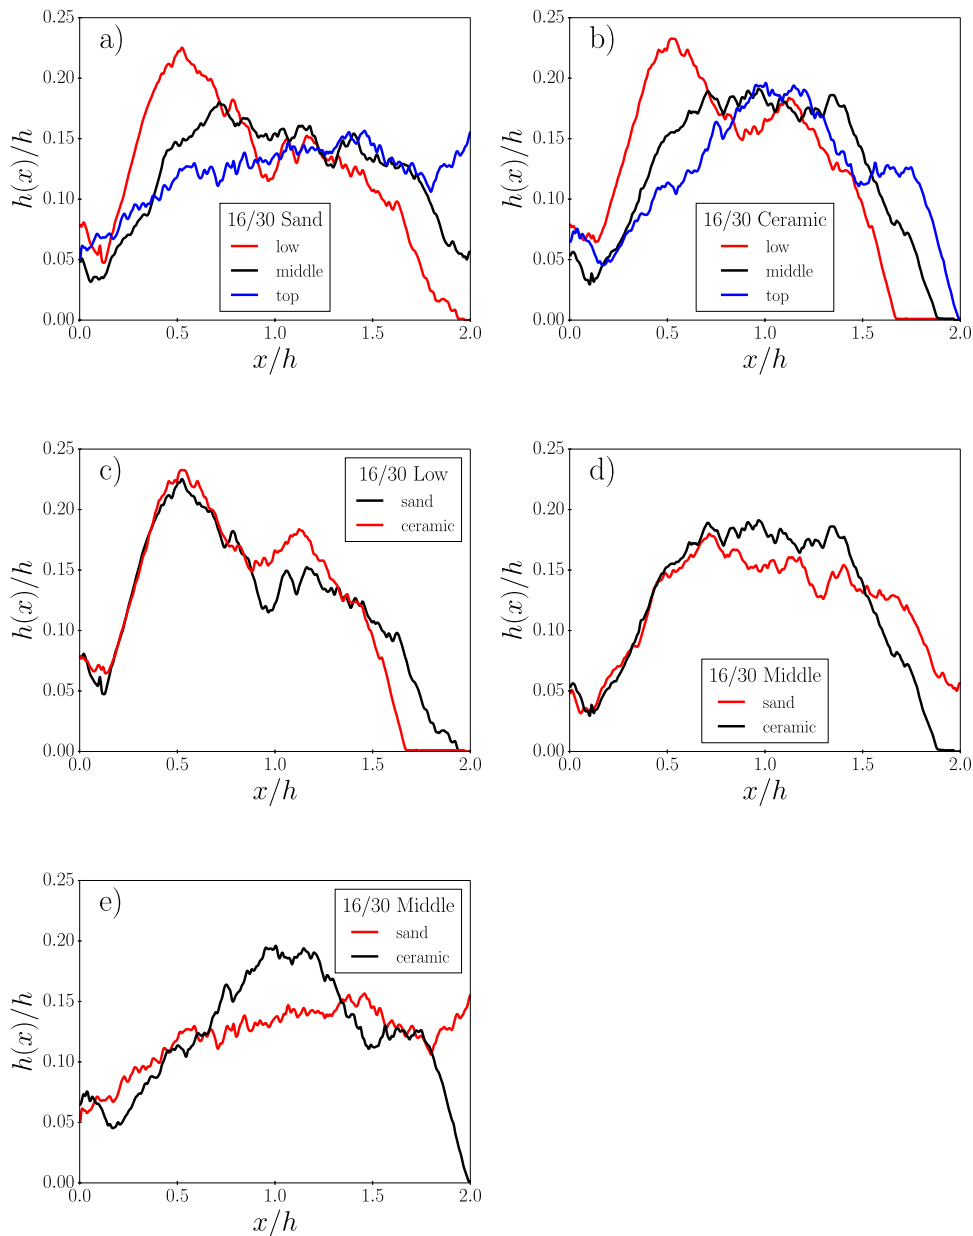 a)
0.25
0.20
0.15
0.10
0.05
0.00
h(x)/h
16/30 Sand
low
middle
top
0.0 0.5 1.0 1.5 2.0
x/h
b)
0.25
0.20
0.15
0.10
0.05
0.00
h(x)/h
16/30 Ceramic
low
middle
top
0.0 0.5 1.0 1.5 2.0
x/h
c)
0.25
0.20
0.15
0.10
0.05
0.00
h(x)/h
16/30 Low
sand
ceramic
0.0 0.5 1.0 1.5 2.0
x/h
d)
0.25
0.20
0.15
0.10
0.05
0.00
h(x)/h
16/30 Middle
sand
ceramic
0.0 0.5 1.0 1.5 2.0
x/h
e)
0.25
0.20
0.15
0.10
0.05
0.00
h(x)/h
16/30 Middle
sand
ceramic
0.0 0.5 1.0 1.5 2.0
x/h